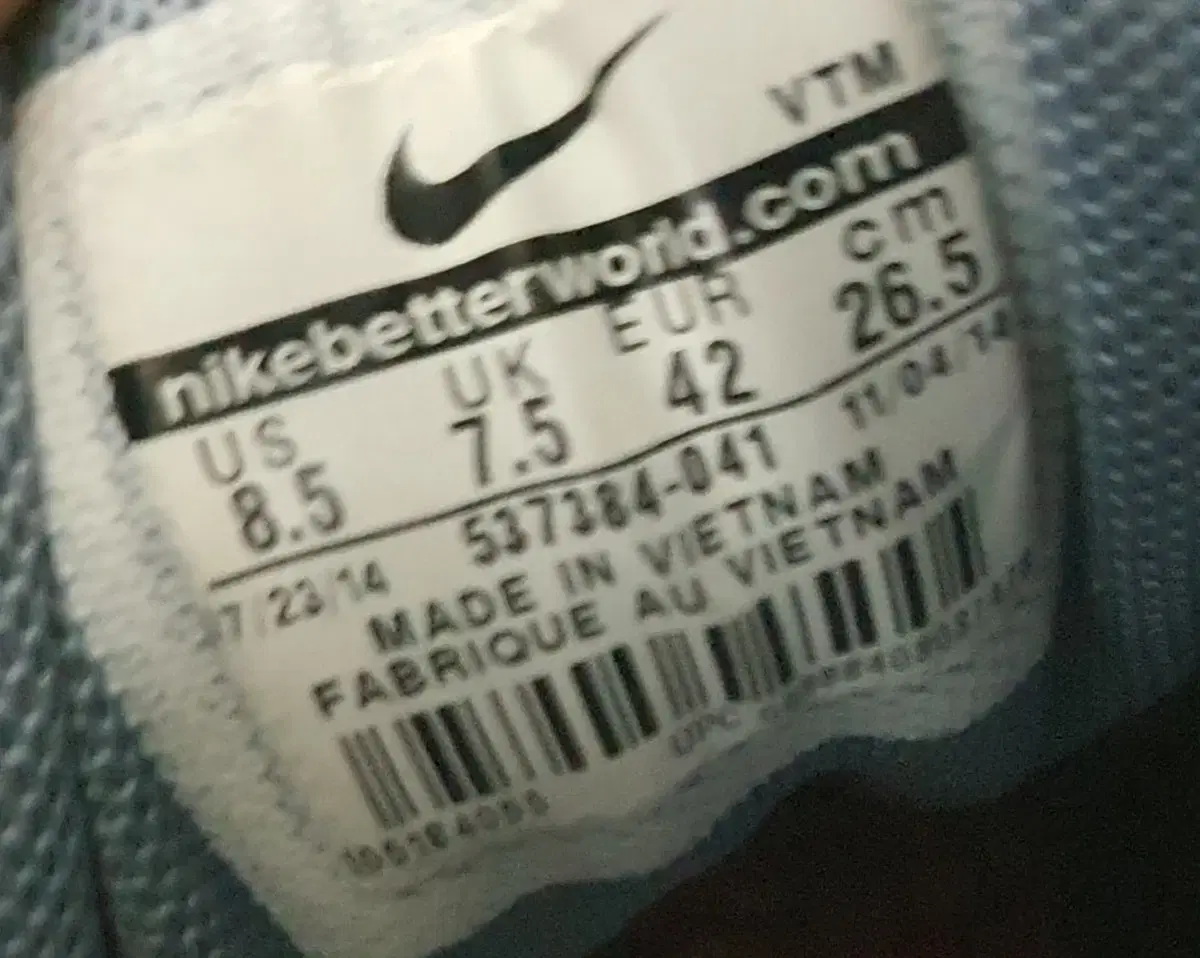 VTM
nikebetterworld.com
US UK EUR cm
8.5 7.5 42 26.5
7/23/14 537384-041 11/04/14
MADE IN VIETNAM
FABRIQUE AU VIETNAM
UPC